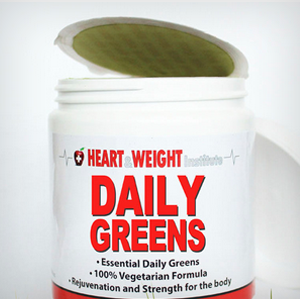 HEART & WEIGHT Institute
DAILY
GREENS
• Essential Daily Greens
• 100% Vegetarian Formula
• Rejuvenation and Strength for the body